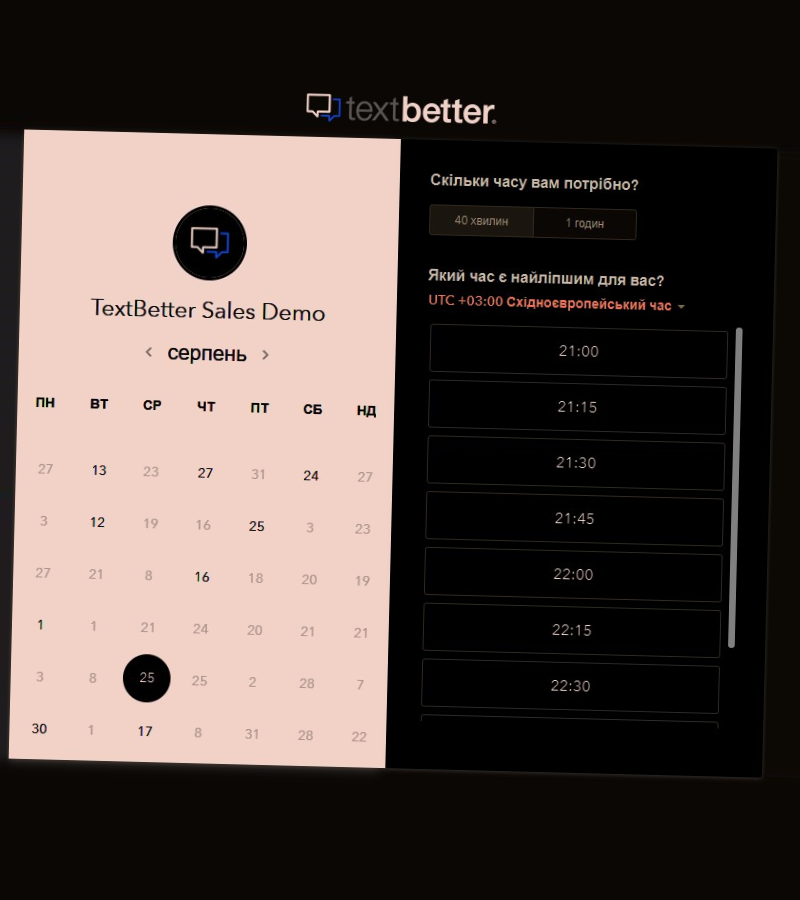 textbetter.
TextBetter Sales Demo
серпень
ПН ВТ СР ЧТ ПТ СБ НД
27 13 23 27 31 24 27
3 12 19 16 25 3 23
27 21 8 16 18 20 19
1 1 21 24 20 21 21
3 8 25 25 2 28 7
30 1 17 8 31 28 22
Скільки часу вам потрібно?
40 хвилин 1 годин
Який час є найліпшим для вас?
UTC +03:00 Східноєвропейський час
21:00
21:15
21:30
21:45
22:00
22:15
22:30